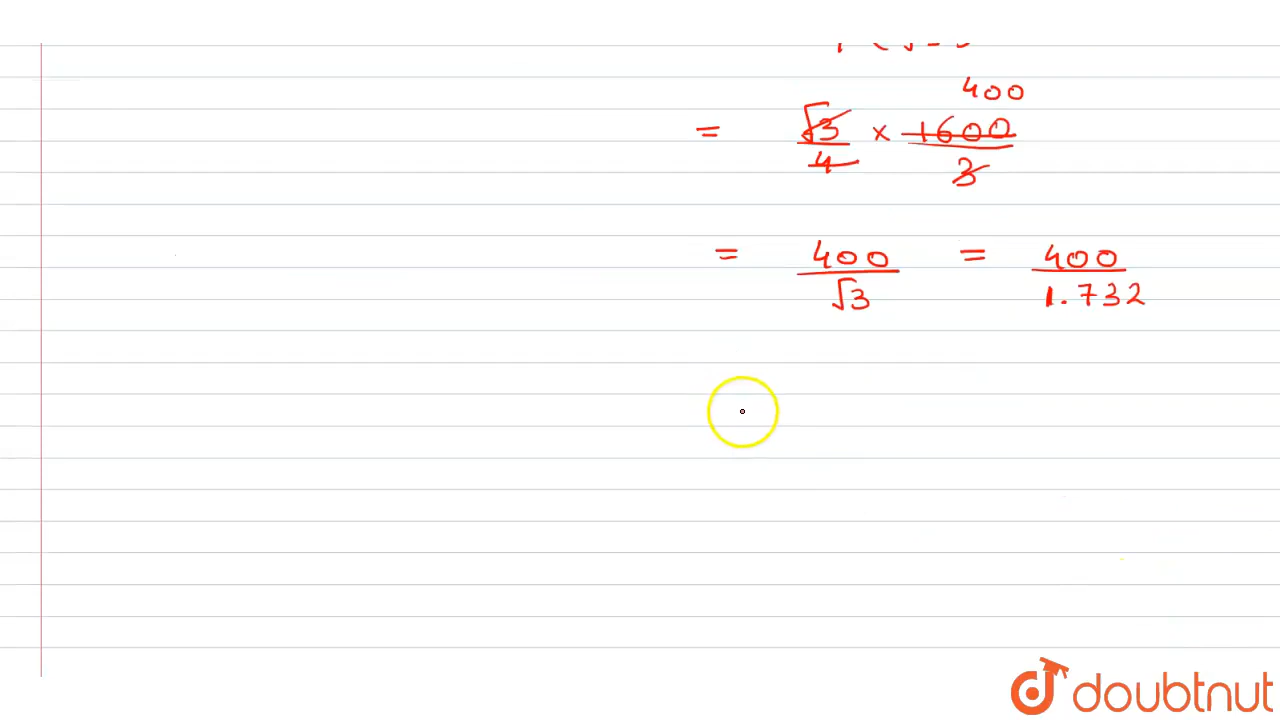 400
= √3/4 × 1600/3
= 400/√3 = 400/1.732
doubtnut